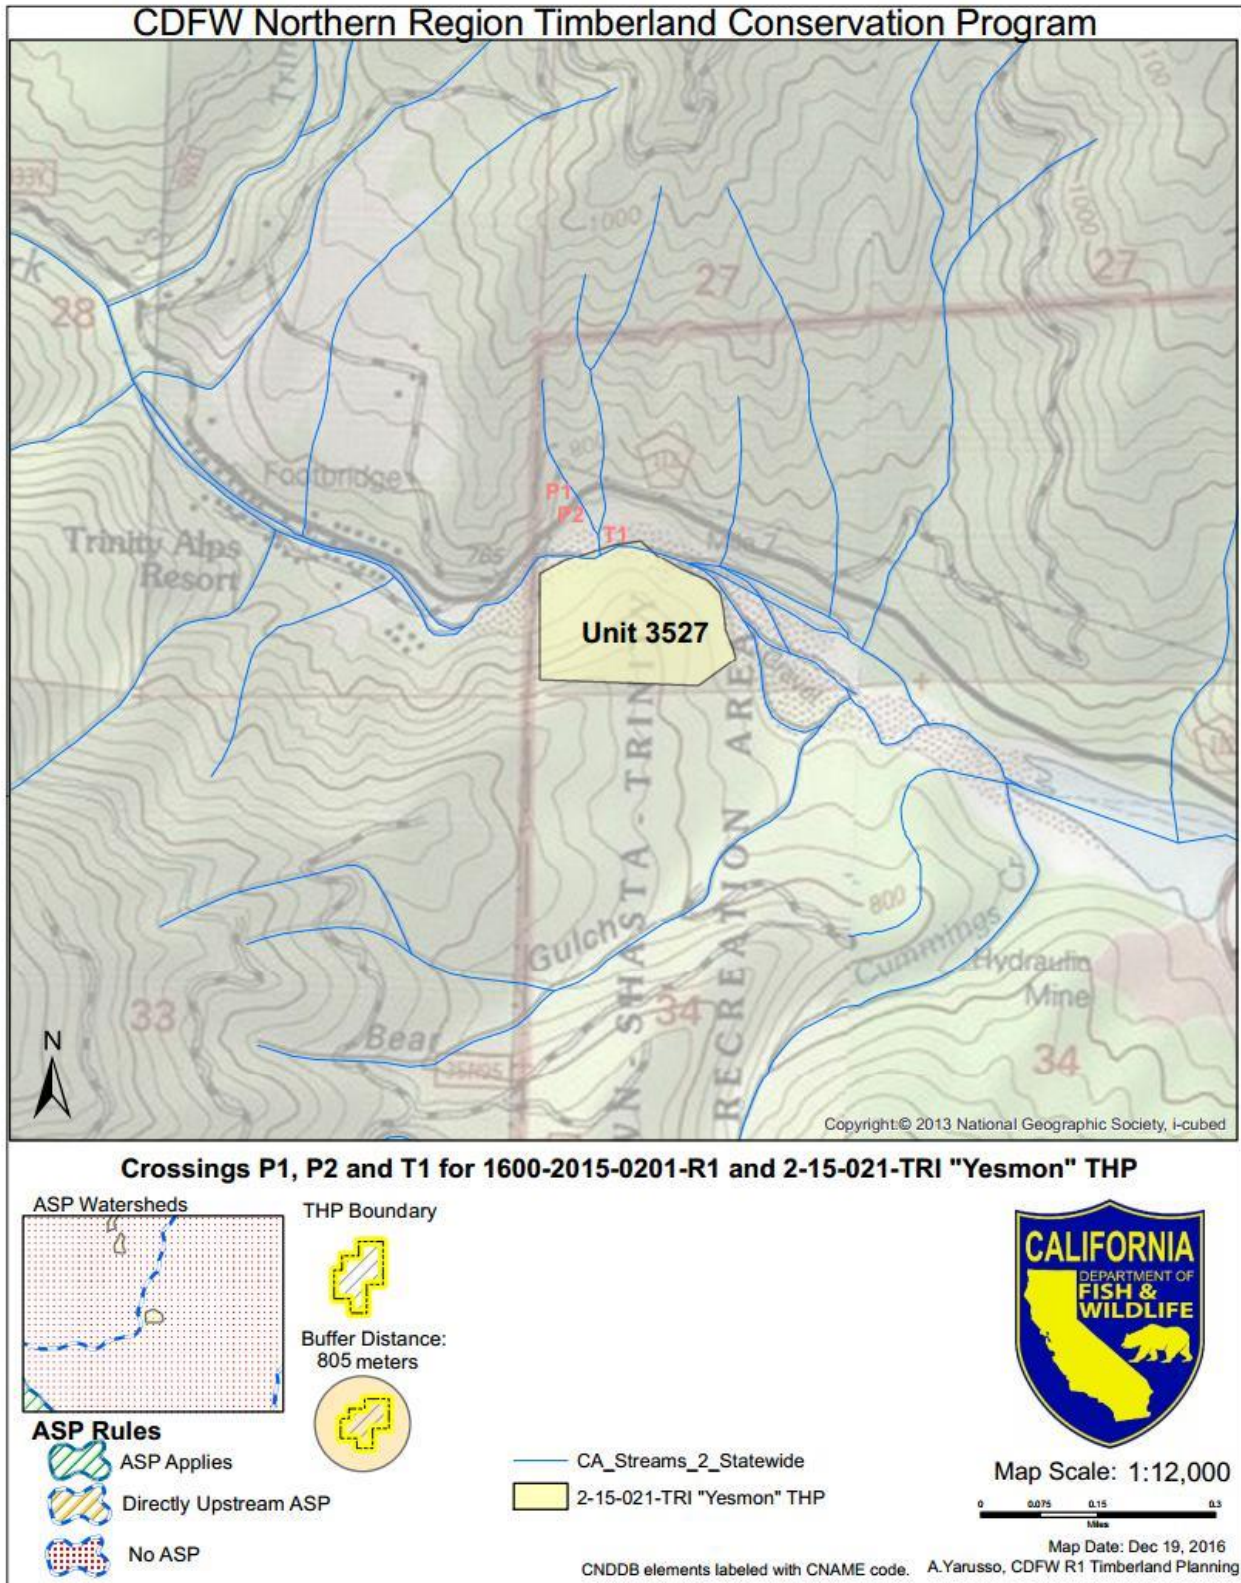 CDFW Northern Region Timberland Conservation Program
1100
1000
1000
27
27
28
800
P1
P2
T1
Footbridge
Trinity Alps
Resort
765
Unit 3527
Gravel
VN - SHASTA - TRINITY
RECREATION AREA
800
Gulch
Cummings Cr
Hydraulic
Mine
33
34
34
Bear
35N95
N
Copyright:© 2013 National Geographic Society, i-cubed
Crossings P1, P2 and T1 for 1600-2015-0201-R1 and 2-15-021-TRI "Yesmon" THP
ASP Watersheds
THP Boundary
Buffer Distance:
805 meters
ASP Rules
ASP Applies
Directly Upstream ASP
No ASP
CA_Streams_2_Statewide
2-15-021-TRI "Yesmon" THP
CALIFORNIA
DEPARTMENT OF
FISH &
WILDLIFE
Map Scale: 1:12,000
0 0.075 0.15 0.3
Miles
Map Date: Dec 19, 2016
CNDDB elements labeled with CNAME code. A.Yarusso, CDFW R1 Timberland Planning